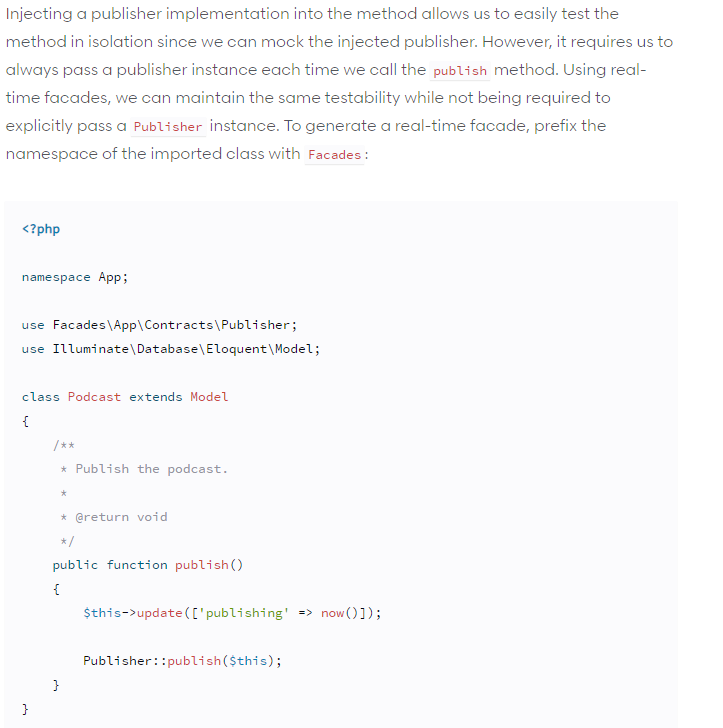 Injecting a publisher implementation into the method allows us to easily test the
method in isolation since we can mock the injected publisher. However, it requires us to
always pass a publisher instance each time we call the publish method. Using real-
time facades, we can maintain the same testability while not being required to
explicitly pass a Publisher instance. To generate a real-time facade, prefix the
namespace of the imported class with Facades:
<?php
namespace App;
use Facades\App\Contracts\Publisher;
use Illuminate\Database\Eloquent\Model;
class Podcast extends Model
{
    /**
     * Publish the podcast.
     *
     * @return void
     */
    public function publish()
    {
        $this->update(['publishing' => now()]);
        Publisher::publish($this);
    }
}